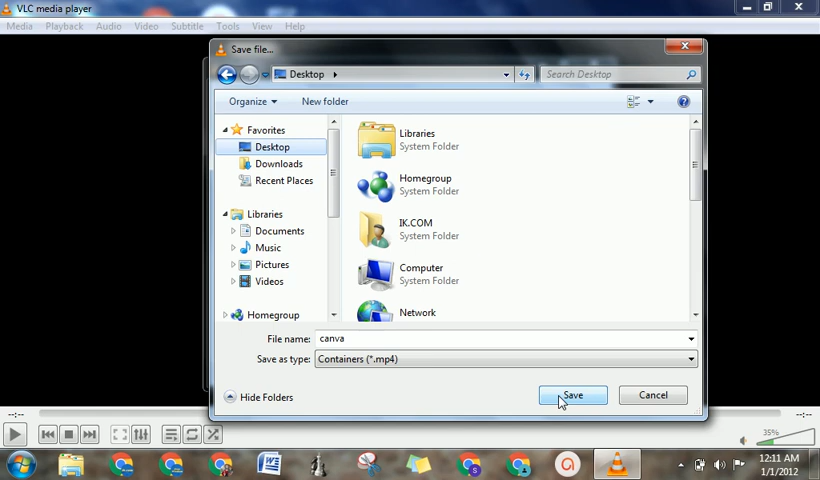 VLC media player
Media Playback Audio Video Subtitle Tools View Help
Save file...
Desktop
Search Desktop
Organize New folder
Favorites
Desktop
Downloads
Recent Places
Libraries
Documents
Music
Pictures
Videos
Homegroup
Libraries
System Folder
Homegroup
System Folder
IK.COM
System Folder
Computer
System Folder
Network
File name: canva
Save as type: Containers (*.mp4)
Hide Folders Save Cancel
--:-- --:--
35%
12:11 AM
1/1/2012